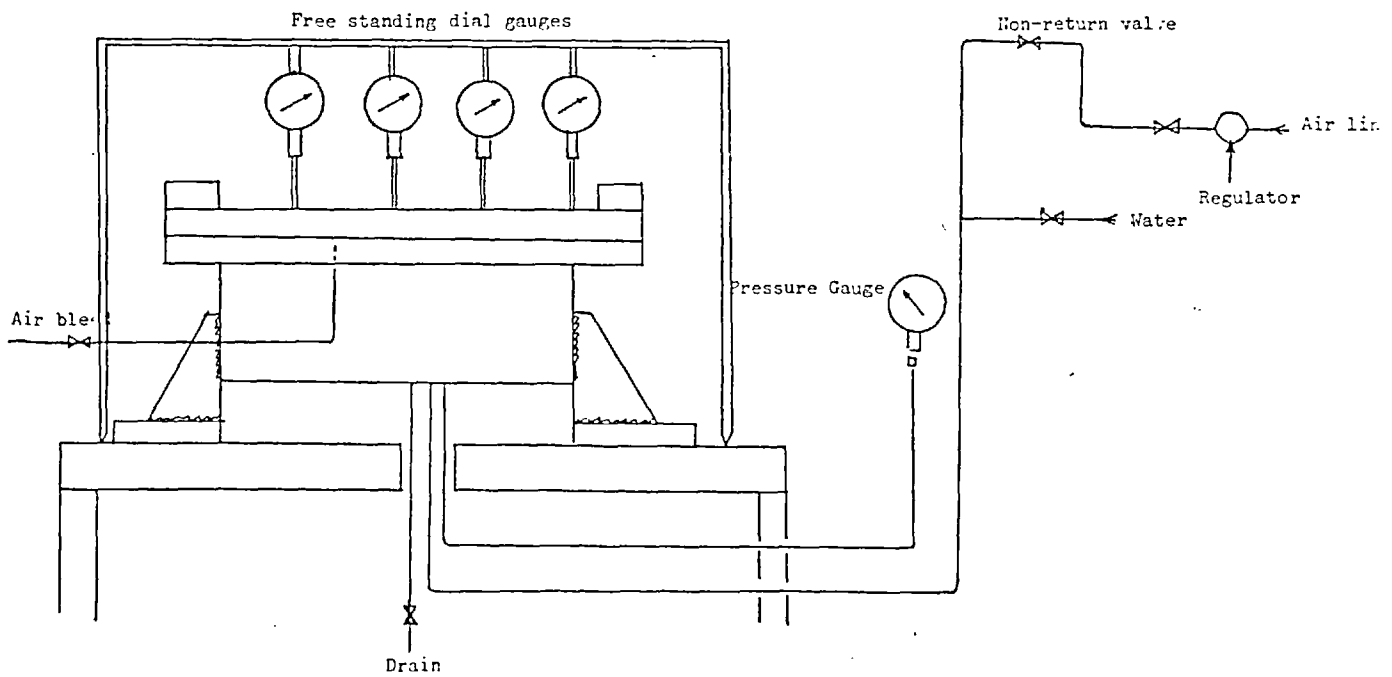 Free standing dial gauges
Non-return valve
Air lin
Regulator
Water
Pressure Gauge
Air ble
Drain